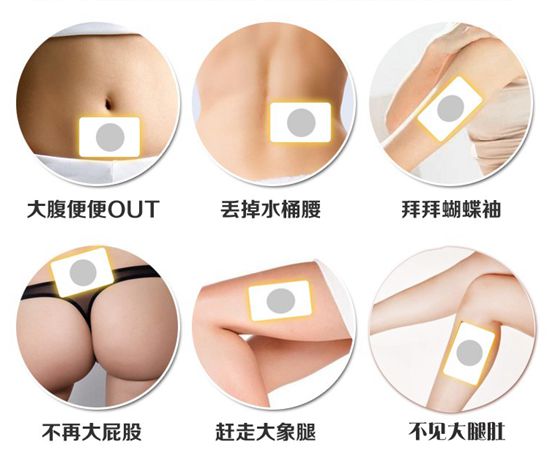 大腹便便OUT
丢掉水桶腰
拜拜蝴蝶袖
不再大屁股
赶走大象腿
不见大腿肚